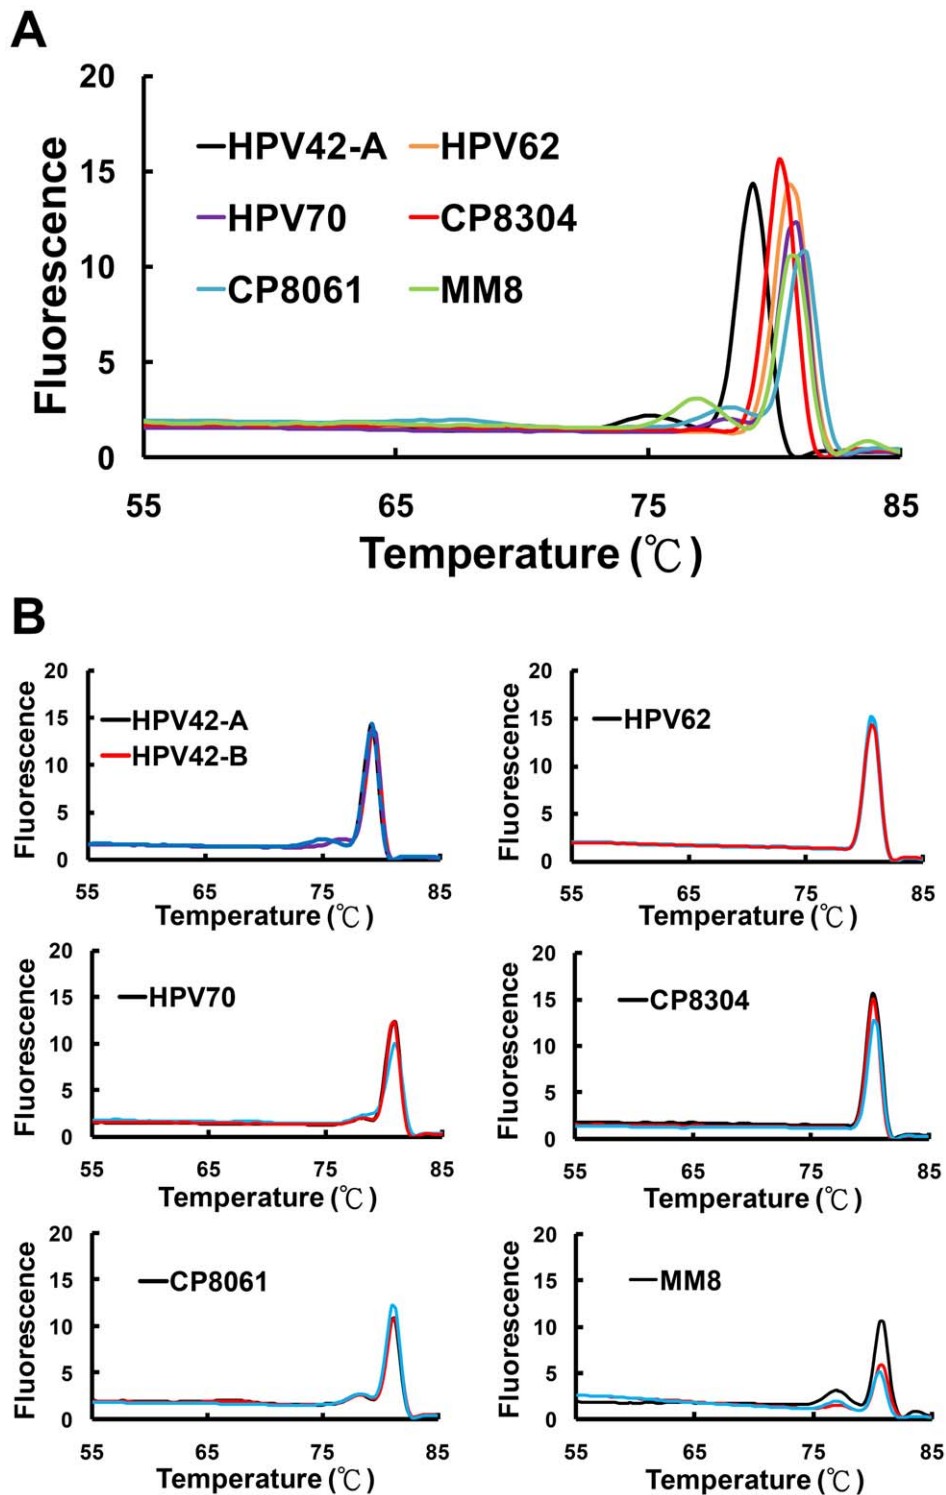 A
20
15
10
5
0
Fluorescence
HPV42-A HPV62
HPV70 CP8304
CP8061 MM8
55 65 75 85
Temperature (℃)
B
20
15
10
5
0
Fluorescence
HPV42-A
HPV42-B
55 65 75 85
Temperature (℃)
20
15
10
5
0
Fluorescence
HPV62
55 65 75 85
Temperature (℃)
20
15
10
5
0
Fluorescence
HPV70
55 65 75 85
Temperature (℃)
20
15
10
5
0
Fluorescence
CP8304
55 65 75 85
Temperature (℃)
20
15
10
5
0
Fluorescence
CP8061
55 65 75 85
Temperature (℃)
20
15
10
5
0
Fluorescence
MM8
55 65 75 85
Temperature (℃)